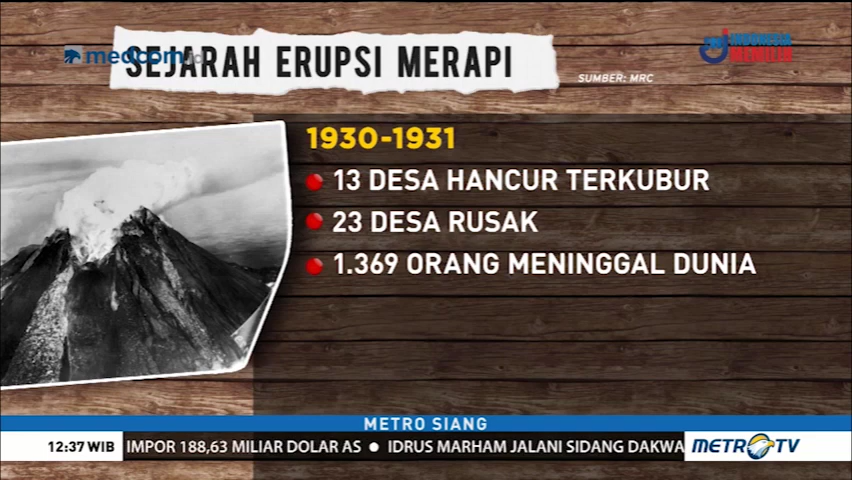 medcom.id
SEJARAH ERUPSI MERAPI
INDONESIA
MEMILIH
SUMBER: MRC
1930-1931
13 DESA HANCUR TERKUBUR
23 DESA RUSAK
1.369 ORANG MENINGGAL DUNIA
METRO SIANG
12:37 WIB
IMPOR 188,63 MILIAR DOLAR AS ● IDRUS MARHAM JALANI SIDANG DAKWA
METRO TV